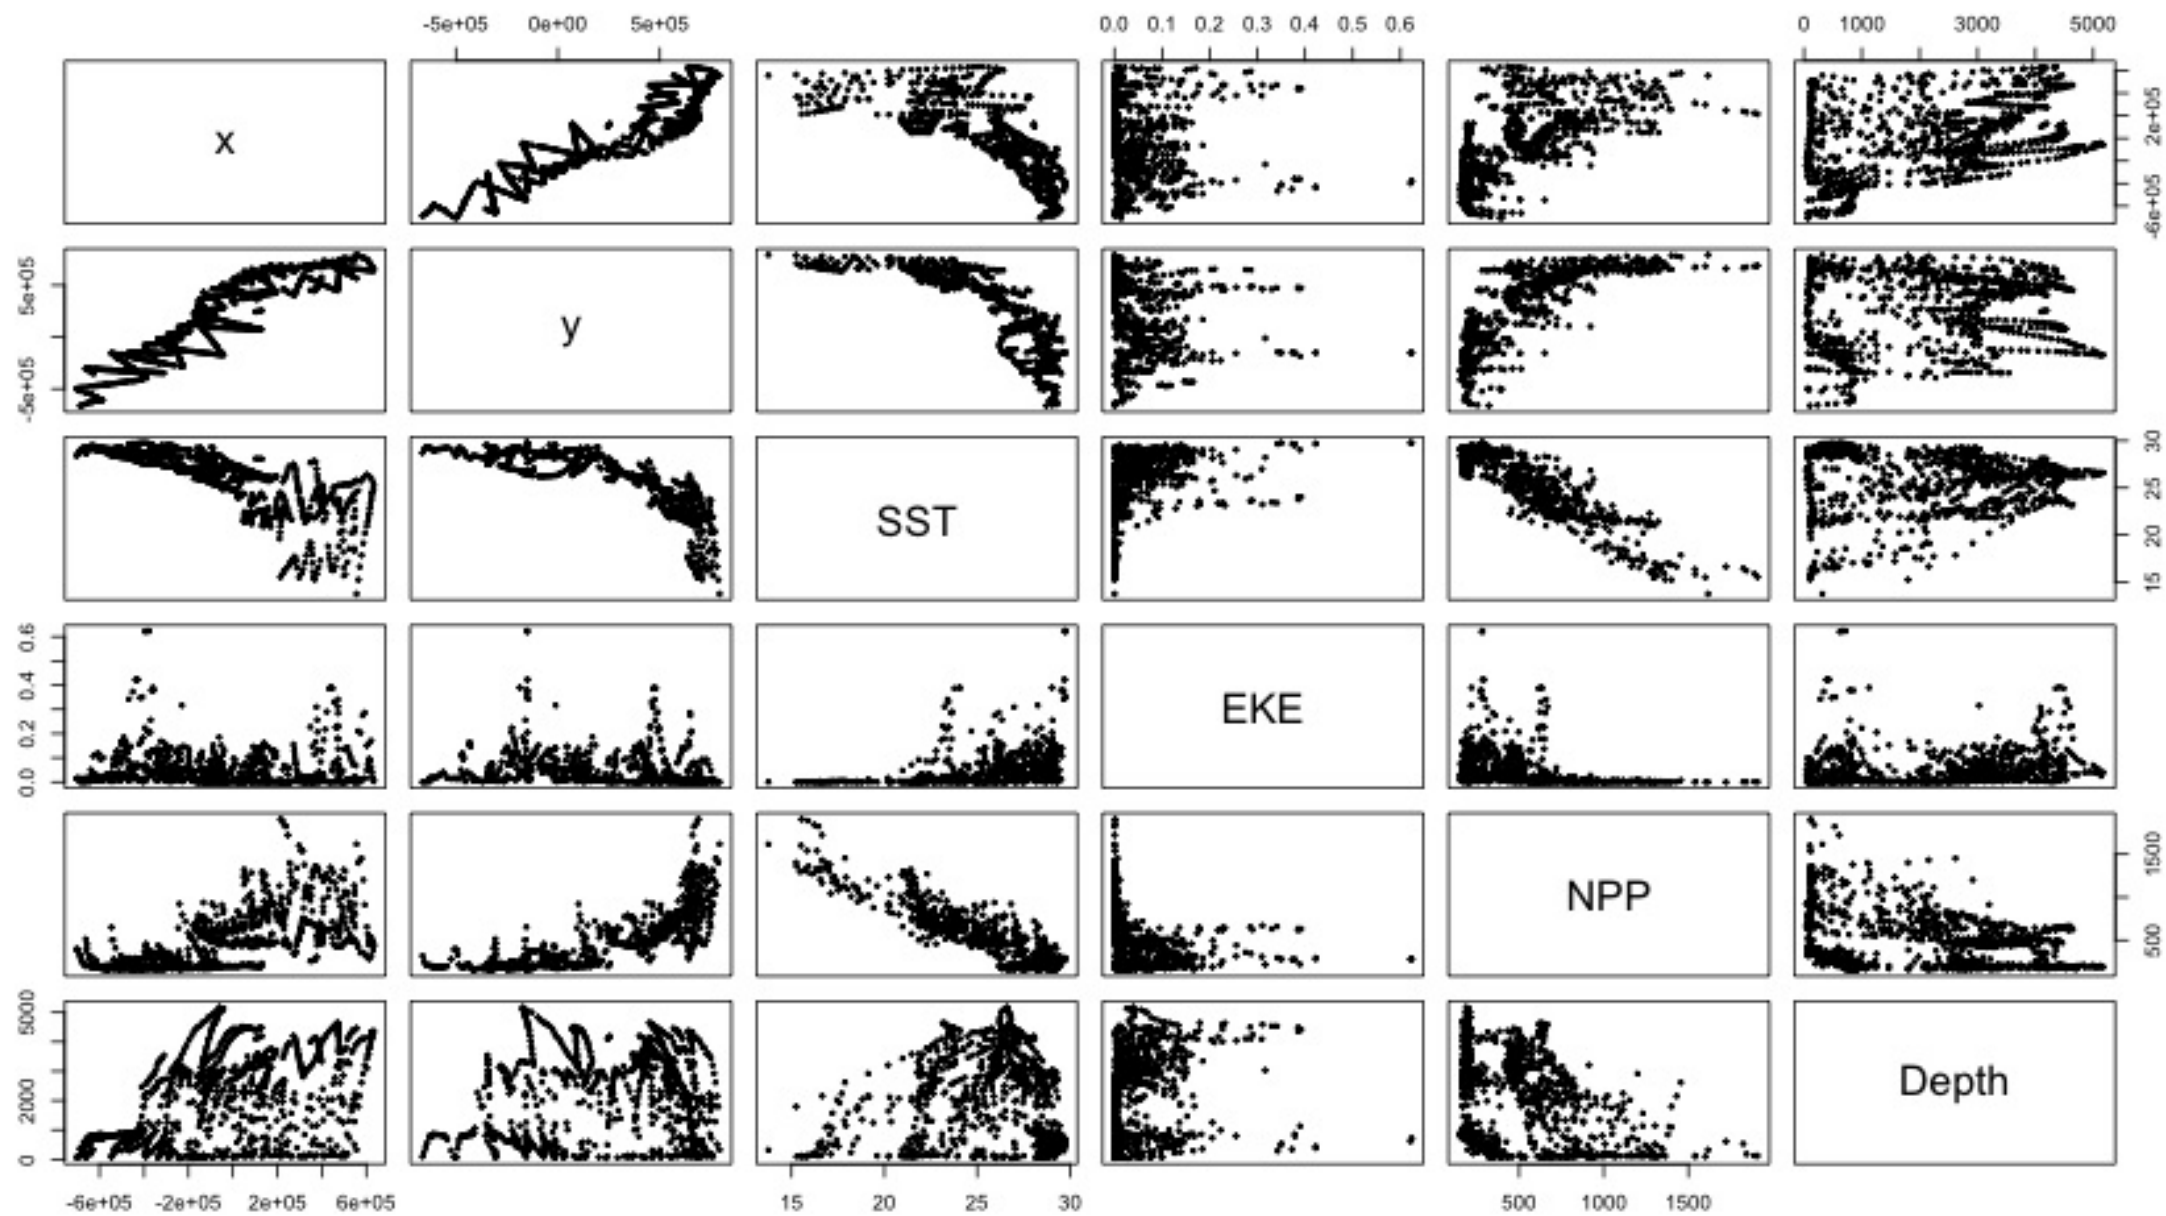 -5e+05 0e+00 5e+05 0.0 0.1 0.2 0.3 0.4 0.5 0.6 0 1000 3000 5000
x -6e+05 2e+05
-5e+05 5e+05 y
SST 15 20 25 30
0.0 0.2 0.4 0.6 EKE
NPP 500 1500
0 2000 5000 Depth
-6e+05 -2e+05 2e+05 6e+05 15 20 25 30 500 1000 1500